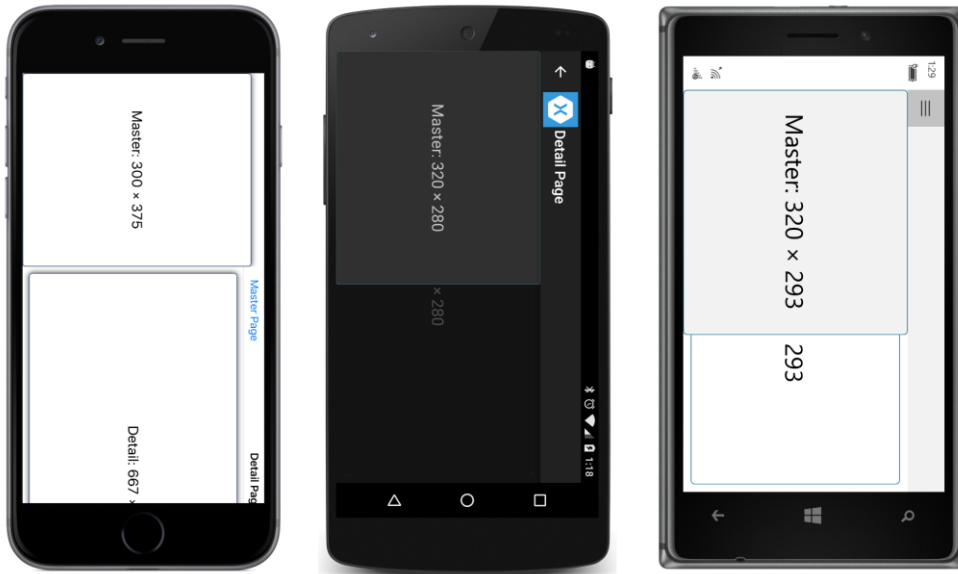 Master: 300 × 375
Master Page
Detail Pag
Detail: 667 ×
Detail Page
Master: 320 × 280
× 280
1:18
1:29
Master: 320 × 293
293